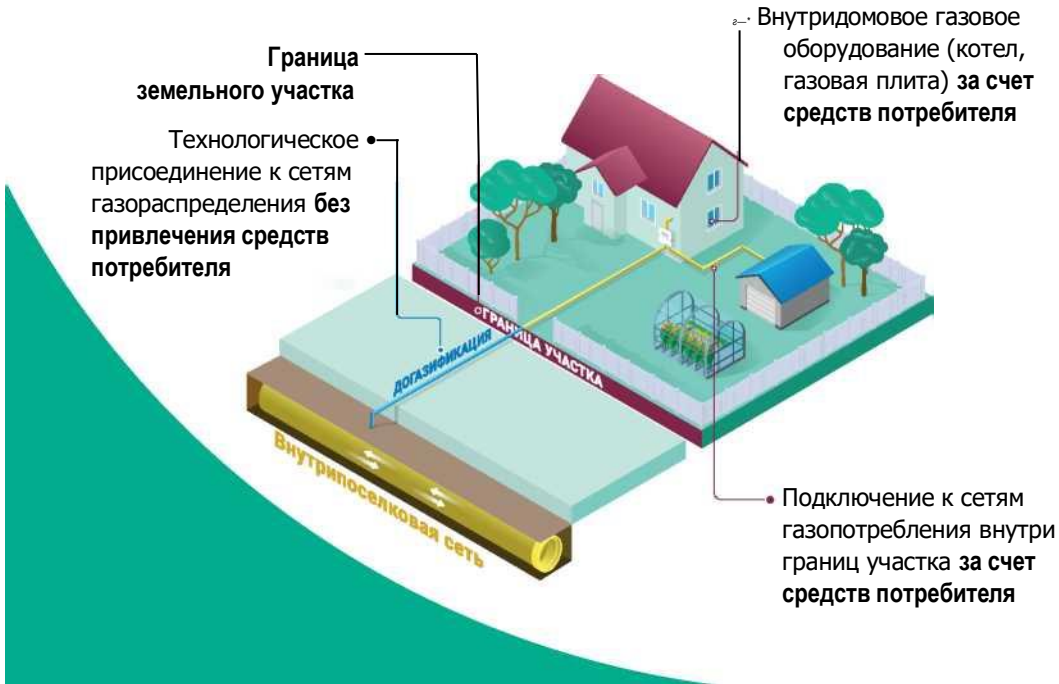 Внутридомовое газовое
оборудование (котел,
газовая плита) за счет
средств потребителя
Граница
земельного участка
Технологическое
присоединение к сетям
газораспределения без
привлечения средств
потребителя
ГРАНИЦА УЧАСТКА
ДОГАЗИФИКАЦИЯ
Внутрипоселковая сеть
Подключение к сетям
газопотребления внутри
границ участка за счет
средств потребителя